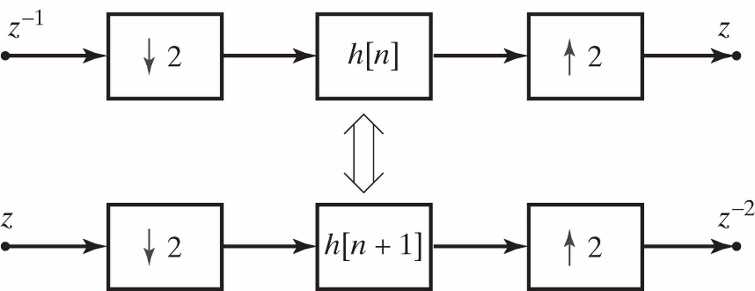 z⁻¹ z
↓ 2 h[n] ↑ 2
z z⁻²
↓ 2 h[n + 1] ↑ 2